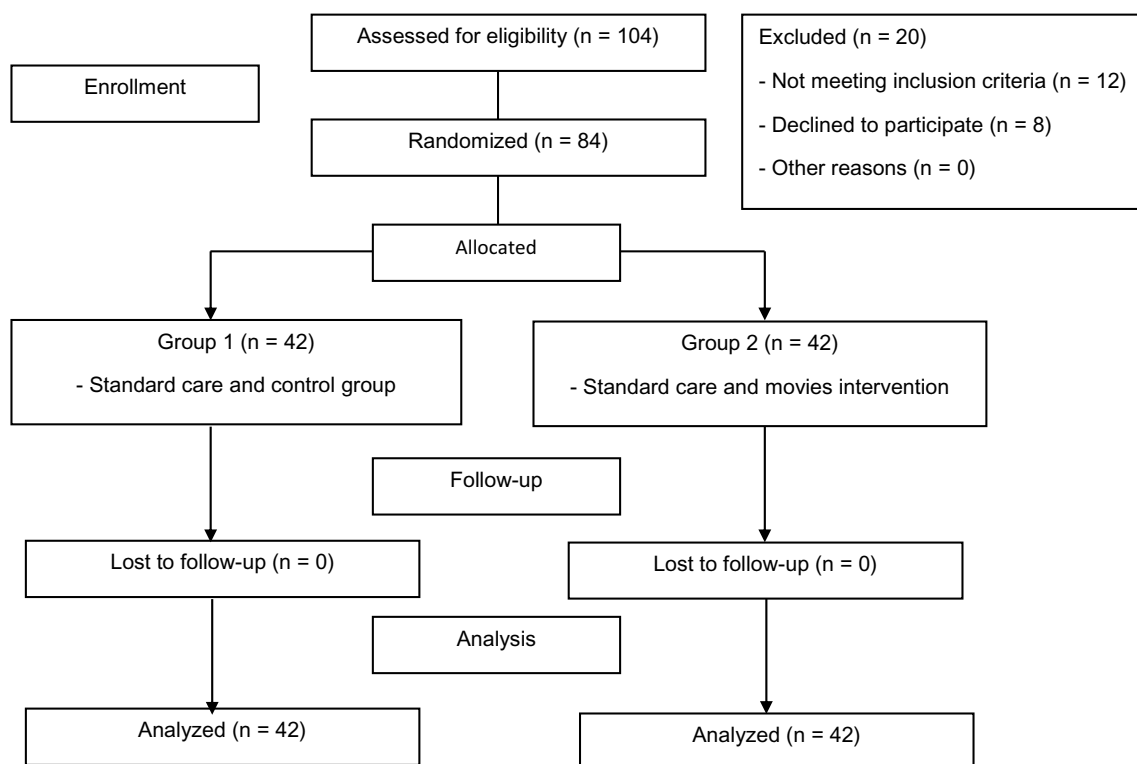 Assessed for eligibility (n = 104)
Excluded (n = 20)
- Not meeting inclusion criteria (n = 12)
- Declined to participate (n = 8)
- Other reasons (n = 0)
Enrollment
Randomized (n = 84)
Allocated
Group 1 (n = 42)
- Standard care and control group
Group 2 (n = 42)
- Standard care and movies intervention
Follow-up
Lost to follow-up (n = 0)
Lost to follow-up (n = 0)
Analysis
Analyzed (n = 42)
Analyzed (n = 42)